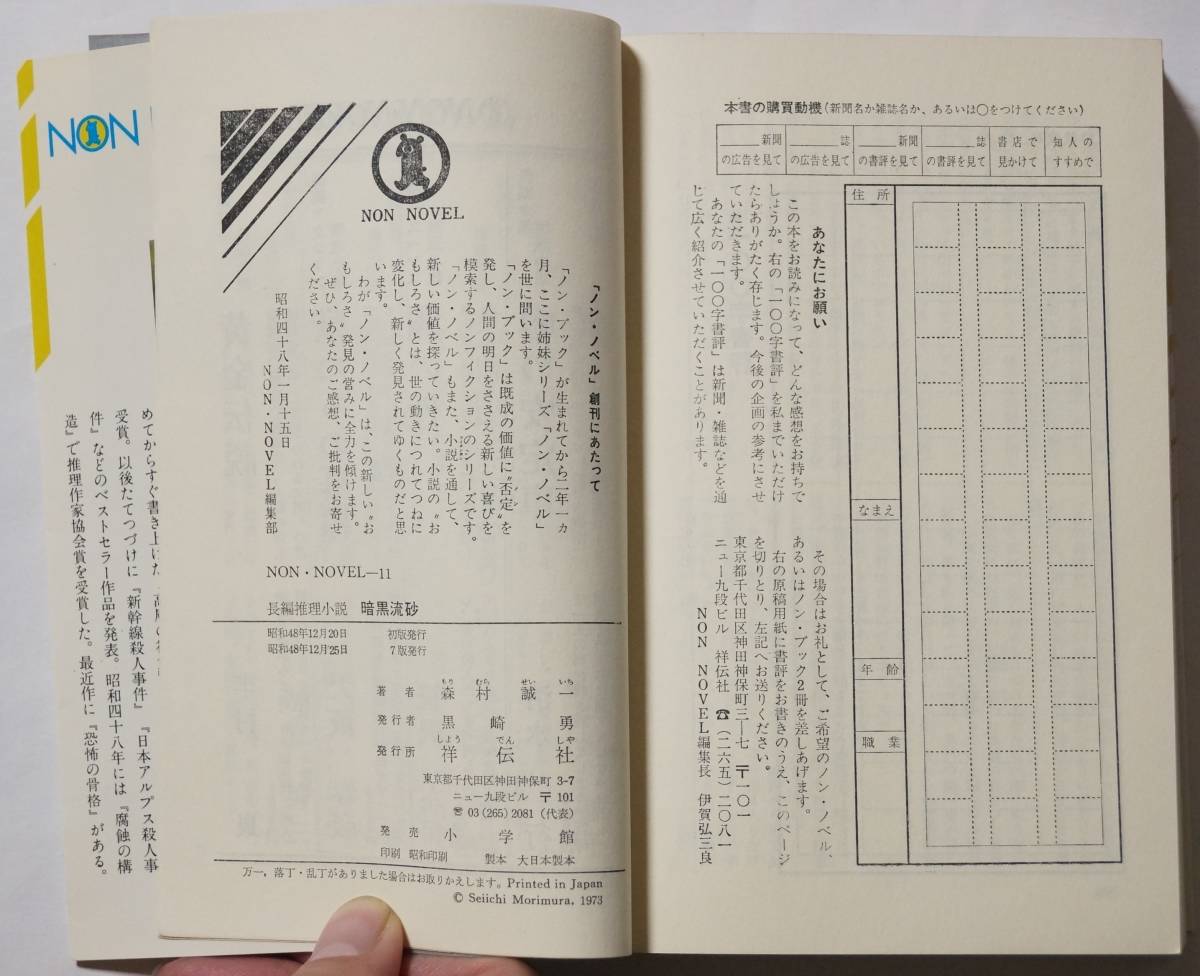 本書の購買動機(新聞名か雑誌名か、あるいは○をつけてください)
＿＿＿新聞の広告を見て
＿＿＿誌の広告を見て
＿＿＿新聞の書評を見て
＿＿＿誌の書評を見て
書店で見かけて
知人のすすめで
住所
なまえ
年齢
職業
あなたにお願い
この本をお読みになって、どんな感想をお持ちで
しょうか。右の「一〇〇字書評」を私までいただけ
たらありがたく存じます。今後の企画の参考にさせ
ていただきます。
あなたの「一〇〇字書評」は新聞・雑誌などを通
じて広く紹介させていただくことがあります。
その場合はお礼として、ご希望のノン・ノベル、
あるいはノン・ブック2冊を差しあげます。
右の原稿用紙に書評をお書きのうえ、このページ
を切りとり、左記へお送りください。
東京都千代田区神田神保町三―七 〒一〇一
ニュー九段ビル 祥伝社 ☎(二六五)二〇八一
NON NOVEL編集長 伊賀弘三良
NON NOVEL
「ノン・ノベル」創刊にあたって
「ノン・ブック」が生まれてから二年一カ
月、ここに姉妹シリーズ「ノン・ノベル」
を世に問います。
「ノン・ブック」は既成の価値に“否定”を
発し、人間の明日をささえる新しい喜びを
模索するノンフィクションのシリーズです。
「ノン・ノベル」もまた、小説を通して、
新しい価値を探っていきたい。小説の“お
もしろさ”とは、世の動きにつれてつねに
変化し、新しく発見されてゆくものだと思
います。
わが「ノン・ノベル」は、この新しい“お
もしろさ”発見の営みに全力を傾けます。
ぜひ、あなたのご感想、ご批判をお寄せ
ください。
昭和四十八年一月十五日
NON・NOVEL編集部
NON・NOVEL—11
長編推理小説 暗黒流砂
昭和48年12月20日 初版発行
昭和48年12月25日 7版発行
著者 森村誠一
もり むら せい いち
発行者 黒崎勇
発行所 祥伝社
しょう でん しゃ
東京都千代田区神田神保町 3-7
ニュー九段ビル 〒101
☎ 03 (265) 2081 (代表)
発売 小学館
印刷 昭和印刷 製本 大日本製本
万一，落丁・乱丁がありました場合はお取りかえします。Printed in Japan
© Seiichi Morimura, 1973
NON
めてからすぐ書き上げた
受賞。以後たてつづけに『新幹線殺人事件』『日本アルプス殺人事
件』などのベストセラー作品を発表。昭和四十八年には『腐蝕の構
造』で推理作家協会賞を受賞した。最近作に『恐怖の骨格』がある。